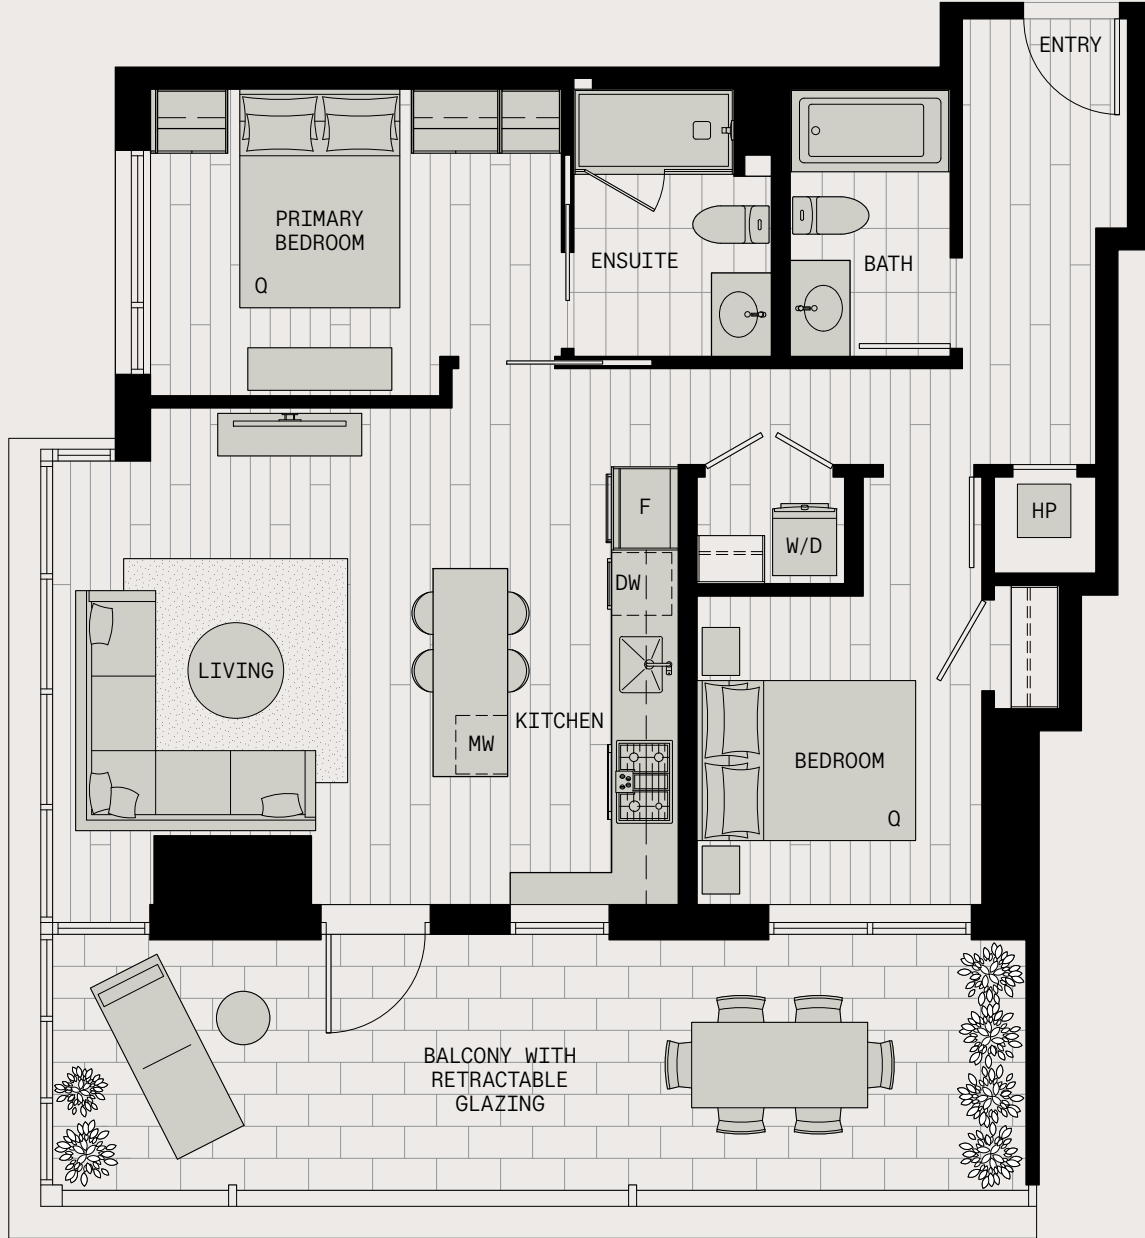 ENTRY
PRIMARY
BEDROOM
Q
ENSUITE
BATH
F
HP
W/D
DW
LIVING
KITCHEN
MW
BEDROOM
Q
BALCONY WITH
RETRACTABLE
GLAZING